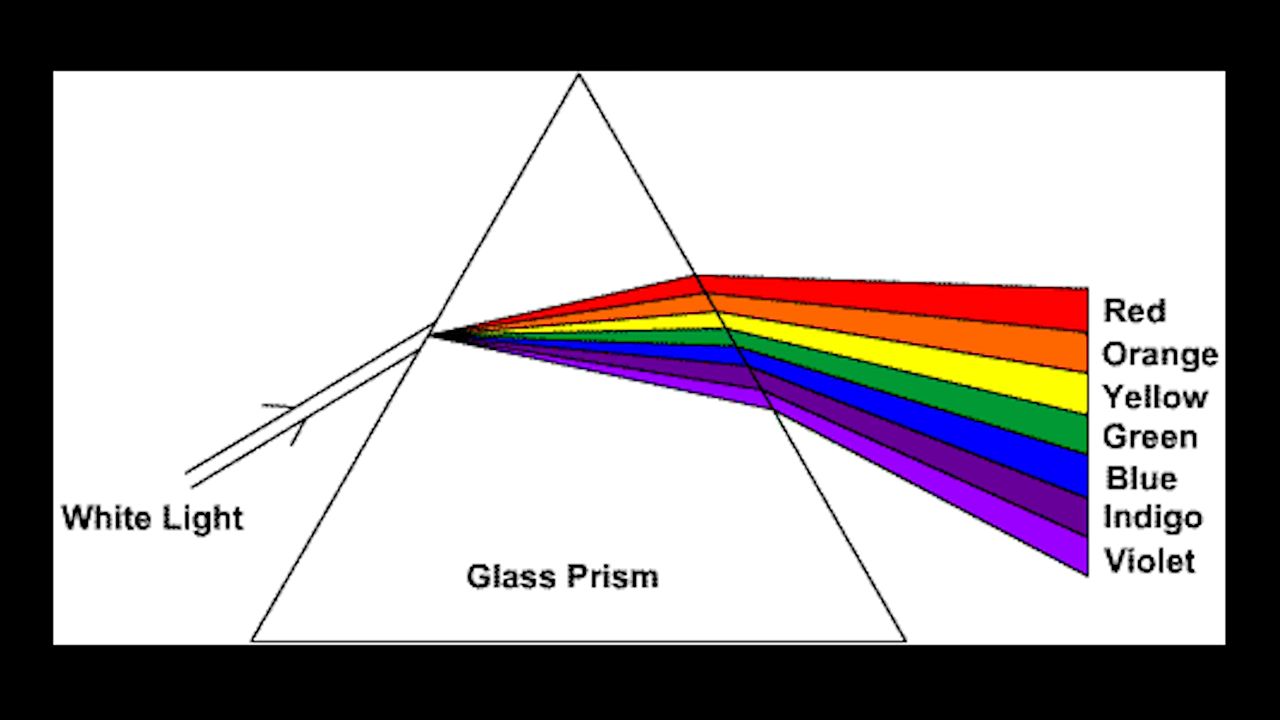 Red
Orange
Yellow
Green
Blue
Indigo
Violet
White Light
Glass Prism